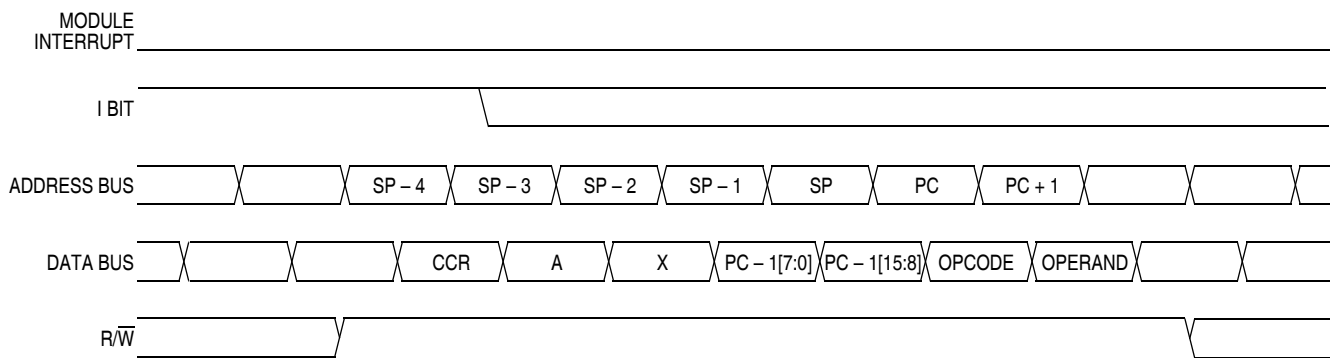 MODULE
INTERRUPT
I BIT
ADDRESS BUS SP – 4 SP – 3 SP – 2 SP – 1 SP PC PC + 1
DATA BUS CCR A X PC – 1[7:0] PC – 1[15:8] OPCODE OPERAND
R/W̅